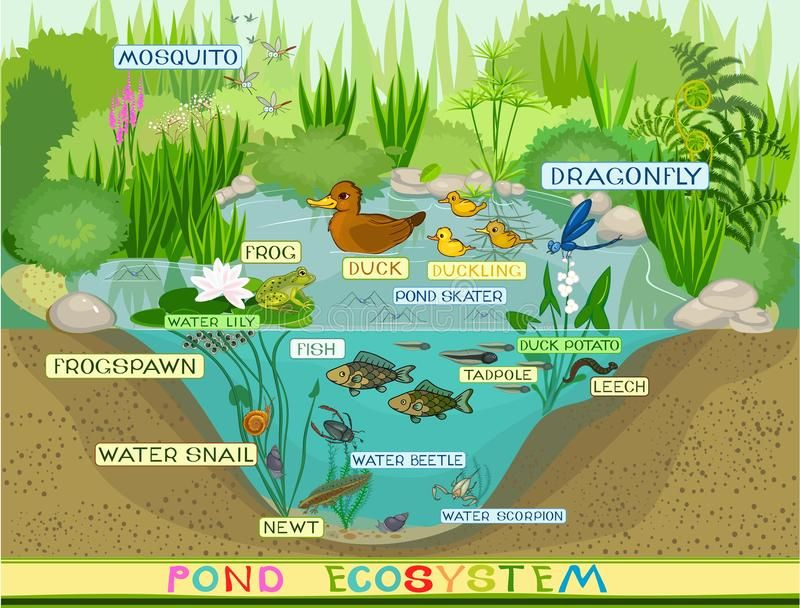 MOSQUITO
DRAGONFLY
FROG
DUCK
DUCKLING
POND SKATER
WATER LILY
FISH
DUCK POTATO
FROGSPAWN
TADPOLE
LEECH
WATER SNAIL
WATER BEETLE
WATER SCORPION
NEWT
POND ECOSYSTEM
dreamstime